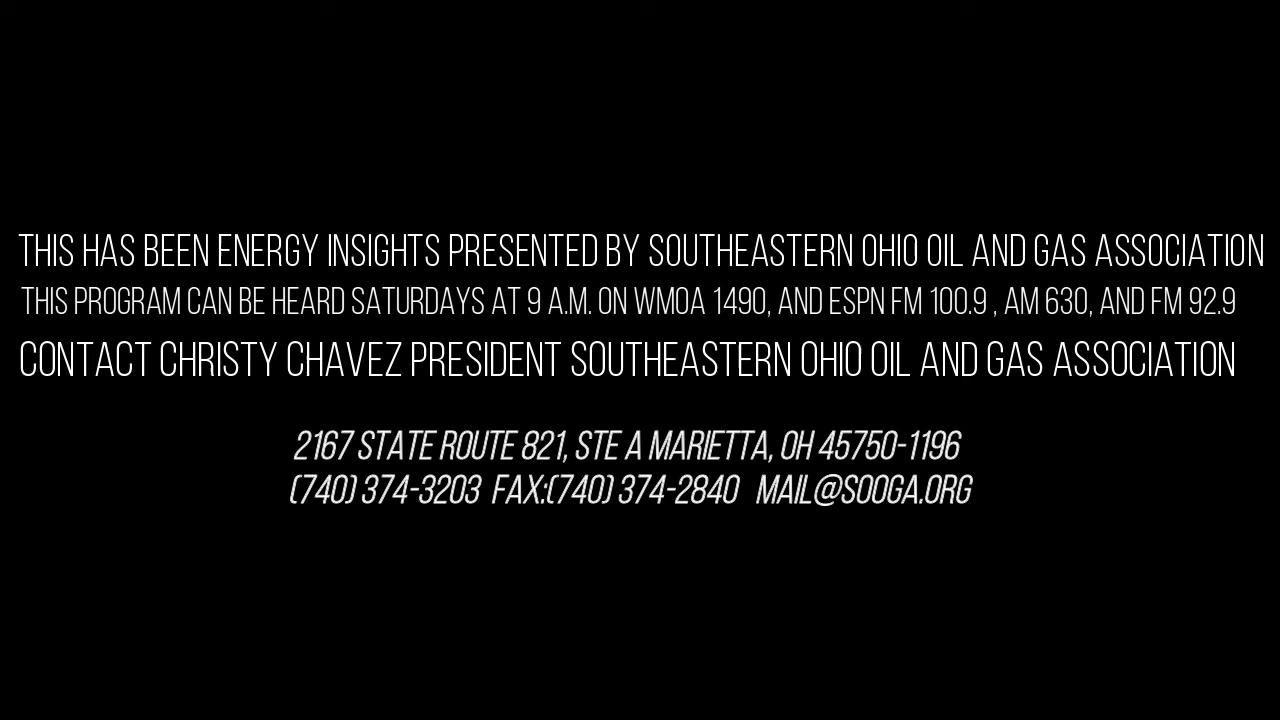 THIS HAS BEEN ENERGY INSIGHTS PRESENTED BY SOUTHEASTERN OHIO OIL AND GAS ASSOCIATION
THIS PROGRAM CAN BE HEARD SATURDAYS AT 9 A.M. ON WMOA 1490, AND ESPN FM 100.9 , AM 630, AND FM 92.9
CONTACT CHRISTY CHAVEZ PRESIDENT SOUTHEASTERN OHIO OIL AND GAS ASSOCIATION
2167 STATE ROUTE 821, STE A MARIETTA, OH 45750-1196
(740) 374-3203 FAX:(740) 374-2840 MAIL@SOOGA.ORG